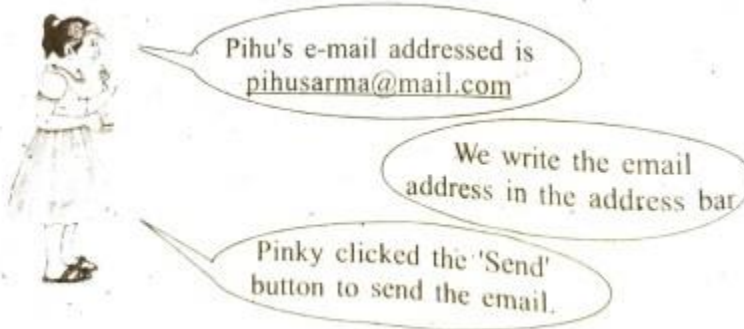 Pihu's e-mail addressed is
pihusarma@mail.com
We write the email
address in the address bar
Pinky clicked the 'Send'
button to send the email.